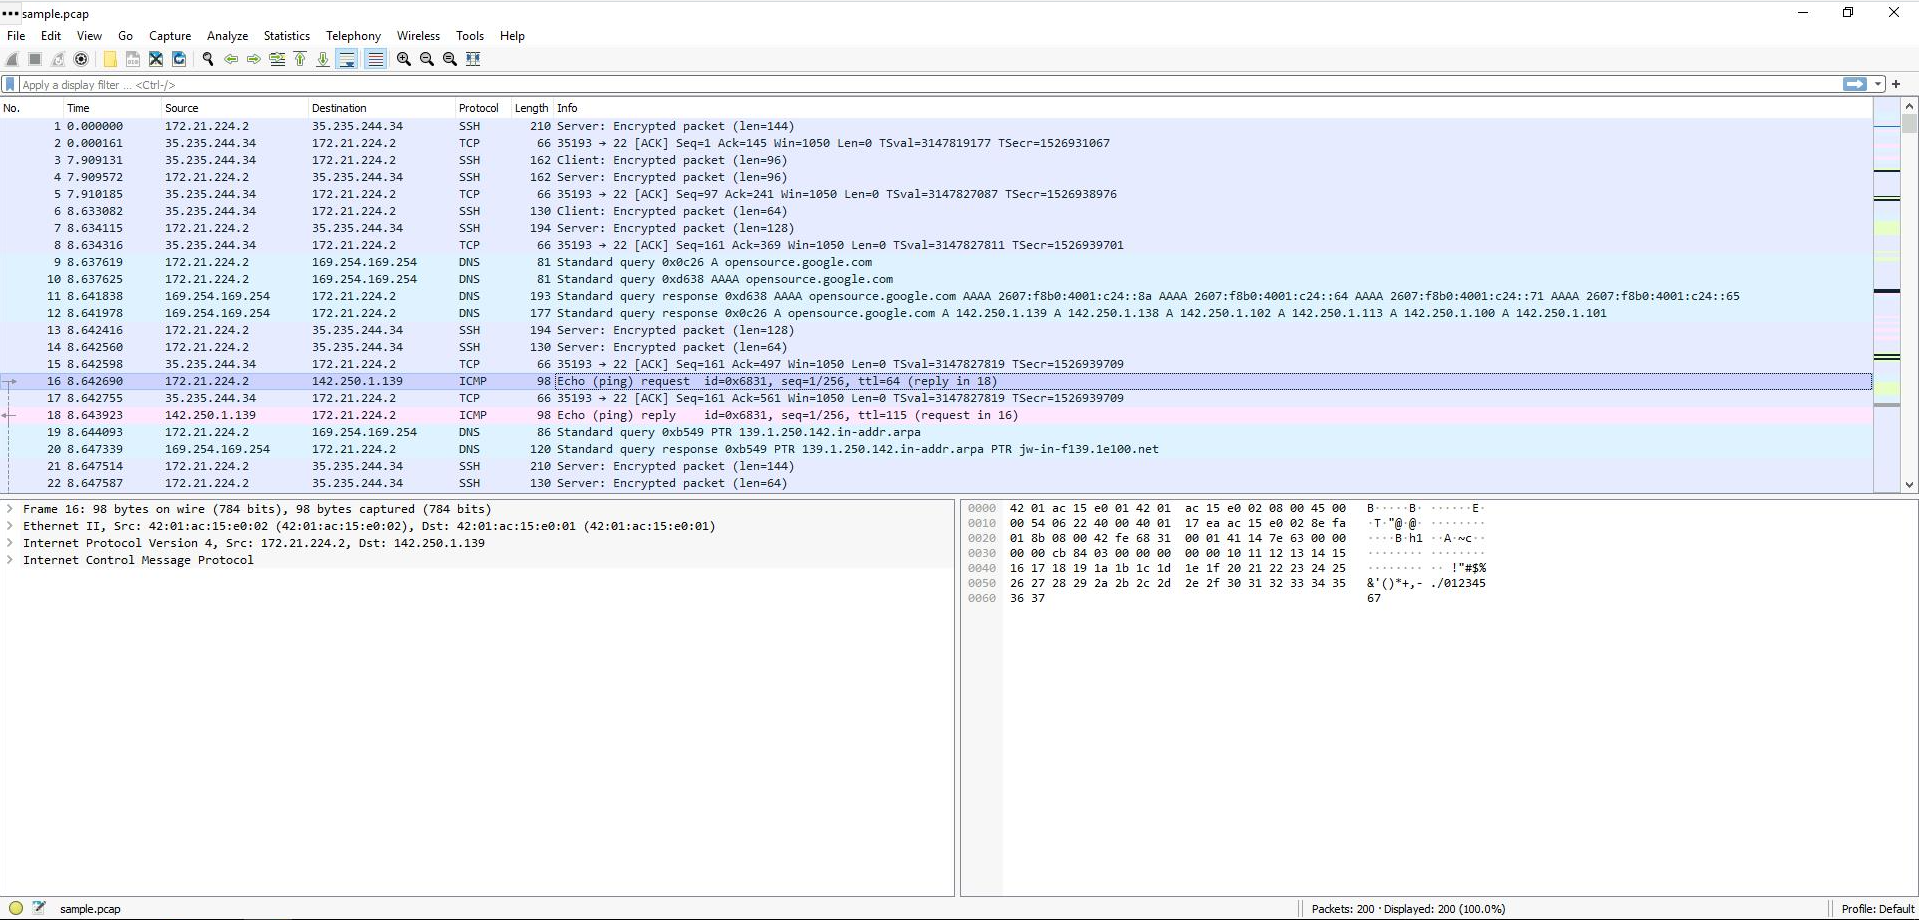 sample.pcap
File Edit View Go Capture Analyze Statistics Telephony Wireless Tools Help
Apply a display filter ... <Ctrl-/>
No. Time Source Destination Protocol Length Info
1 0.000000 172.21.224.2 35.235.244.34 SSH 210 Server: Encrypted packet (len=144)
2 0.000161 35.235.244.34 172.21.224.2 TCP 66 35193 → 22 [ACK] Seq=1 Ack=145 Win=1050 Len=0 TSval=3147819177 TSecr=1526931067
3 7.909131 35.235.244.34 172.21.224.2 SSH 162 Client: Encrypted packet (len=96)
4 7.909572 172.21.224.2 35.235.244.34 SSH 162 Server: Encrypted packet (len=96)
5 7.910185 35.235.244.34 172.21.224.2 TCP 66 35193 → 22 [ACK] Seq=97 Ack=241 Win=1050 Len=0 TSval=3147827087 TSecr=1526938976
6 8.633082 35.235.244.34 172.21.224.2 SSH 130 Client: Encrypted packet (len=64)
7 8.634115 172.21.224.2 35.235.244.34 SSH 194 Server: Encrypted packet (len=128)
8 8.634316 35.235.244.34 172.21.224.2 TCP 66 35193 → 22 [ACK] Seq=161 Ack=369 Win=1050 Len=0 TSval=3147827811 TSecr=1526939701
9 8.637619 172.21.224.2 169.254.169.254 DNS 81 Standard query 0x0c26 A opensource.google.com
10 8.637625 172.21.224.2 169.254.169.254 DNS 81 Standard query 0xd638 AAAA opensource.google.com
11 8.641838 169.254.169.254 172.21.224.2 DNS 193 Standard query response 0xd638 AAAA opensource.google.com AAAA 2607:f8b0:4001:c24::8a AAAA 2607:f8b0:4001:c24::64 AAAA 2607:f8b0:4001:c24::71 AAAA 2607:f8b0:4001:c24::65
12 8.641978 169.254.169.254 172.21.224.2 DNS 177 Standard query response 0x0c26 A opensource.google.com A 142.250.1.139 A 142.250.1.138 A 142.250.1.102 A 142.250.1.113 A 142.250.1.100 A 142.250.1.101
13 8.642416 172.21.224.2 35.235.244.34 SSH 194 Server: Encrypted packet (len=128)
14 8.642560 172.21.224.2 35.235.244.34 SSH 130 Server: Encrypted packet (len=64)
15 8.642598 35.235.244.34 172.21.224.2 TCP 66 35193 → 22 [ACK] Seq=161 Ack=497 Win=1050 Len=0 TSval=3147827819 TSecr=1526939709
16 8.642690 172.21.224.2 142.250.1.139 ICMP 98 Echo (ping) request id=0x6831, seq=1/256, ttl=64 (reply in 18)
17 8.642755 35.235.244.34 172.21.224.2 TCP 66 35193 → 22 [ACK] Seq=161 Ack=561 Win=1050 Len=0 TSval=3147827819 TSecr=1526939709
18 8.643923 142.250.1.139 172.21.224.2 ICMP 98 Echo (ping) reply id=0x6831, seq=1/256, ttl=115 (request in 16)
19 8.644093 172.21.224.2 169.254.169.254 DNS 86 Standard query 0xb549 PTR 139.1.250.142.in-addr.arpa
20 8.647339 169.254.169.254 172.21.224.2 DNS 120 Standard query response 0xb549 PTR 139.1.250.142.in-addr.arpa PTR jw-in-f139.1e100.net
21 8.647514 172.21.224.2 35.235.244.34 SSH 210 Server: Encrypted packet (len=144)
22 8.647587 172.21.224.2 35.235.244.34 SSH 130 Server: Encrypted packet (len=64)
Frame 16: 98 bytes on wire (784 bits), 98 bytes captured (784 bits)
Ethernet II, Src: 42:01:ac:15:e0:02 (42:01:ac:15:e0:02), Dst: 42:01:ac:15:e0:01 (42:01:ac:15:e0:01)
Internet Protocol Version 4, Src: 172.21.224.2, Dst: 142.250.1.139
Internet Control Message Protocol
0000 42 01 ac 15 e0 01 42 01 ac 15 e0 02 08 00 45 00 B·····B· ······E·
0010 00 54 06 22 40 00 40 01 17 ea ac 15 e0 02 8e fa ·T·"@·@· ········
0020 01 8b 08 00 42 fe 68 31 00 01 41 14 7e 63 00 00 ····B·h1 ··A·~c··
0030 00 00 cb 84 03 00 00 00 00 00 10 11 12 13 14 15 ········ ········
0040 16 17 18 19 1a 1b 1c 1d 1e 1f 20 21 22 23 24 25 ········ ·· !"#$%
0050 26 27 28 29 2a 2b 2c 2d 2e 2f 30 31 32 33 34 35 &'()*+,- ./012345
0060 36 37 67
sample.pcap
Packets: 200 · Displayed: 200 (100.0%)
Profile: Default